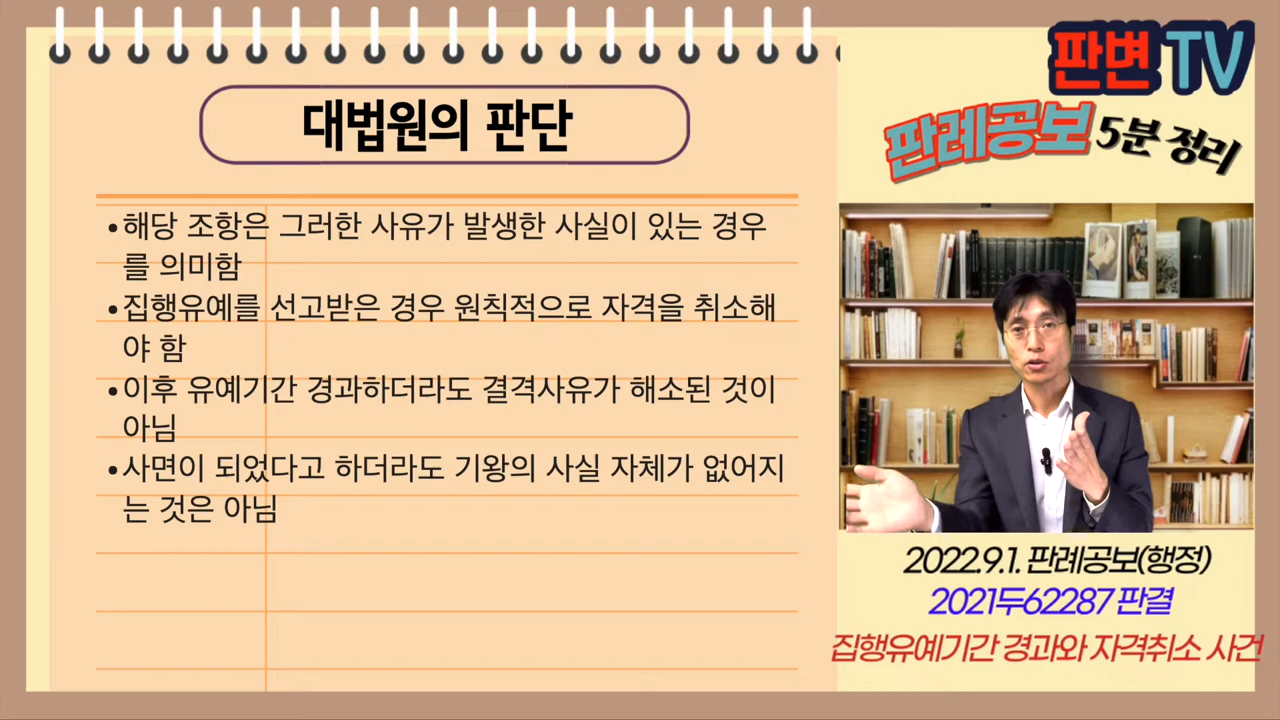 대법원의 판단
•해당 조항은 그러한 사유가 발생한 사실이 있는 경우
를 의미함
•집행유예를 선고받은 경우 원칙적으로 자격을 취소해
야 함
•이후 유예기간 경과하더라도 결격사유가 해소된 것이
아님
•사면이 되었다고 하더라도 기왕의 사실 자체가 없어지
는 것은 아님
판변 TV
판례공보 5분 정리
2022.9.1. 판례공보(행정)
2021두62287 판결
집행유예기간 경과와 자격취소 사건